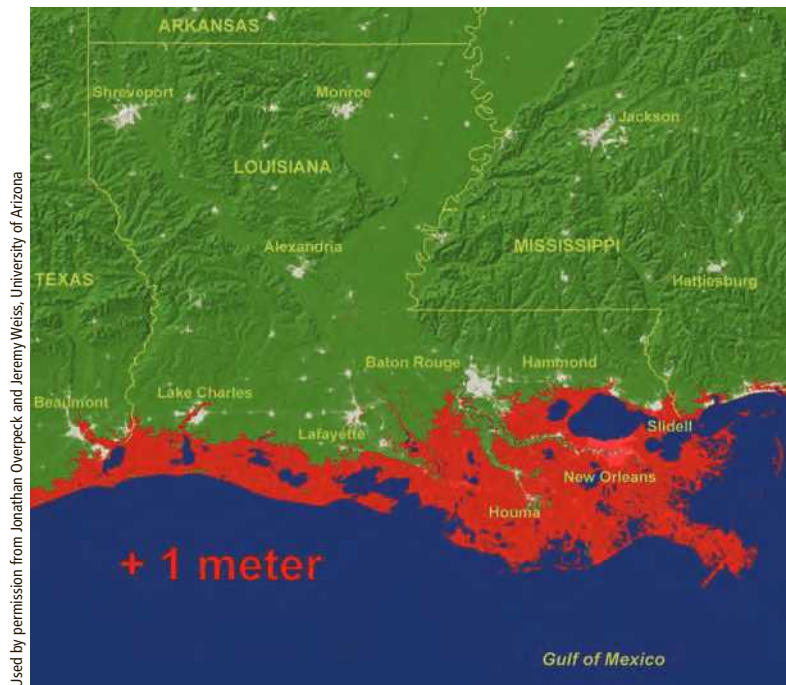 Used by permission from Jonathan Overpeck and Jeremy Weiss, University of Arizona
ARKANSAS
Shreveport
Monroe
Jackson
LOUISIANA
Alexandria
MISSISSIPPI
TEXAS
Hattiesburg
Baton Rouge
Hammond
Lake Charles
Beaumont
Lafayette
Slidell
New Orleans
Houma
+ 1 meter
Gulf of Mexico